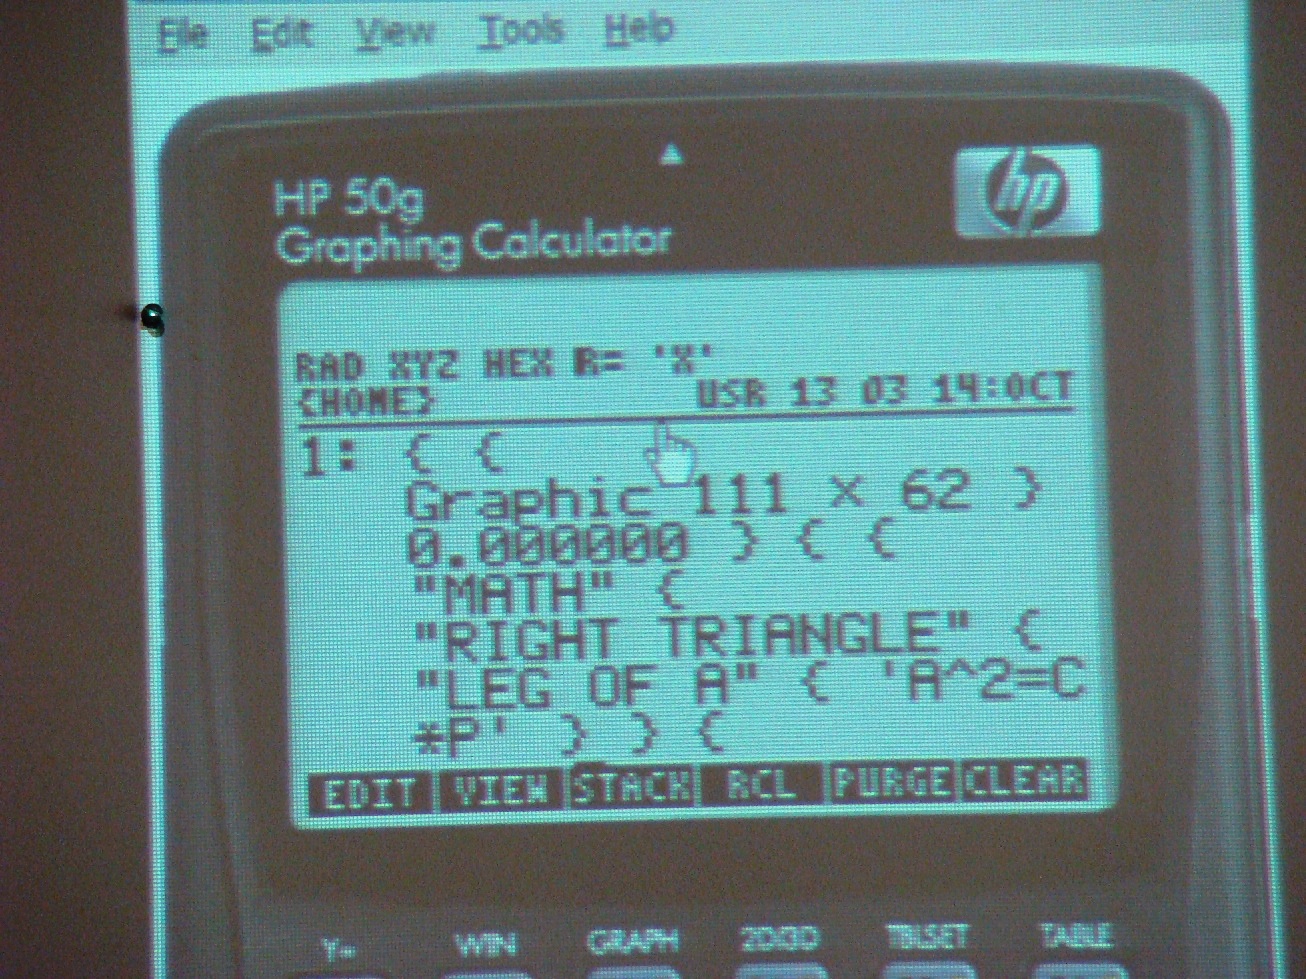 File Edit View Tools Help
HP 50g
Graphing Calculator
hp
RAD XYZ HEX R= 'X'
{HOME} USR 13 03 14:OCT
1: { {
Graphic 111 × 62 }
0.000000 } { {
"MATH" {
"RIGHT TRIANGLE" {
"LEG OF A" { 'A^2=C
*P' } } {
EDIT VIEW STACK RCL PURGE CLEAR
Y= WIN GRAPH 2D/3D TBLSET TABLE